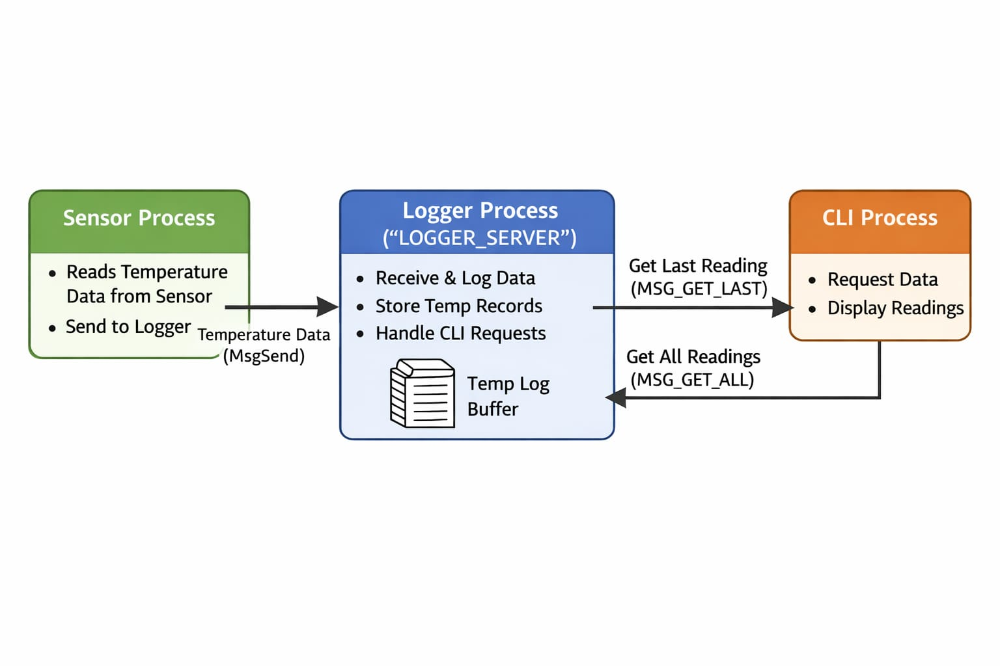 Sensor Process
• Reads Temperature
Data from Sensor
• Send to Logger
Temperature Data
(MsgSend)
Logger Process
(“LOGGER_SERVER”)
• Receive & Log Data
• Store Temp Records
• Handle CLI Requests
Temp Log
Buffer
Get Last Reading
(MSG_GET_LAST)
Get All Readings
(MSG_GET_ALL)
CLI Process
• Request Data
• Display Readings